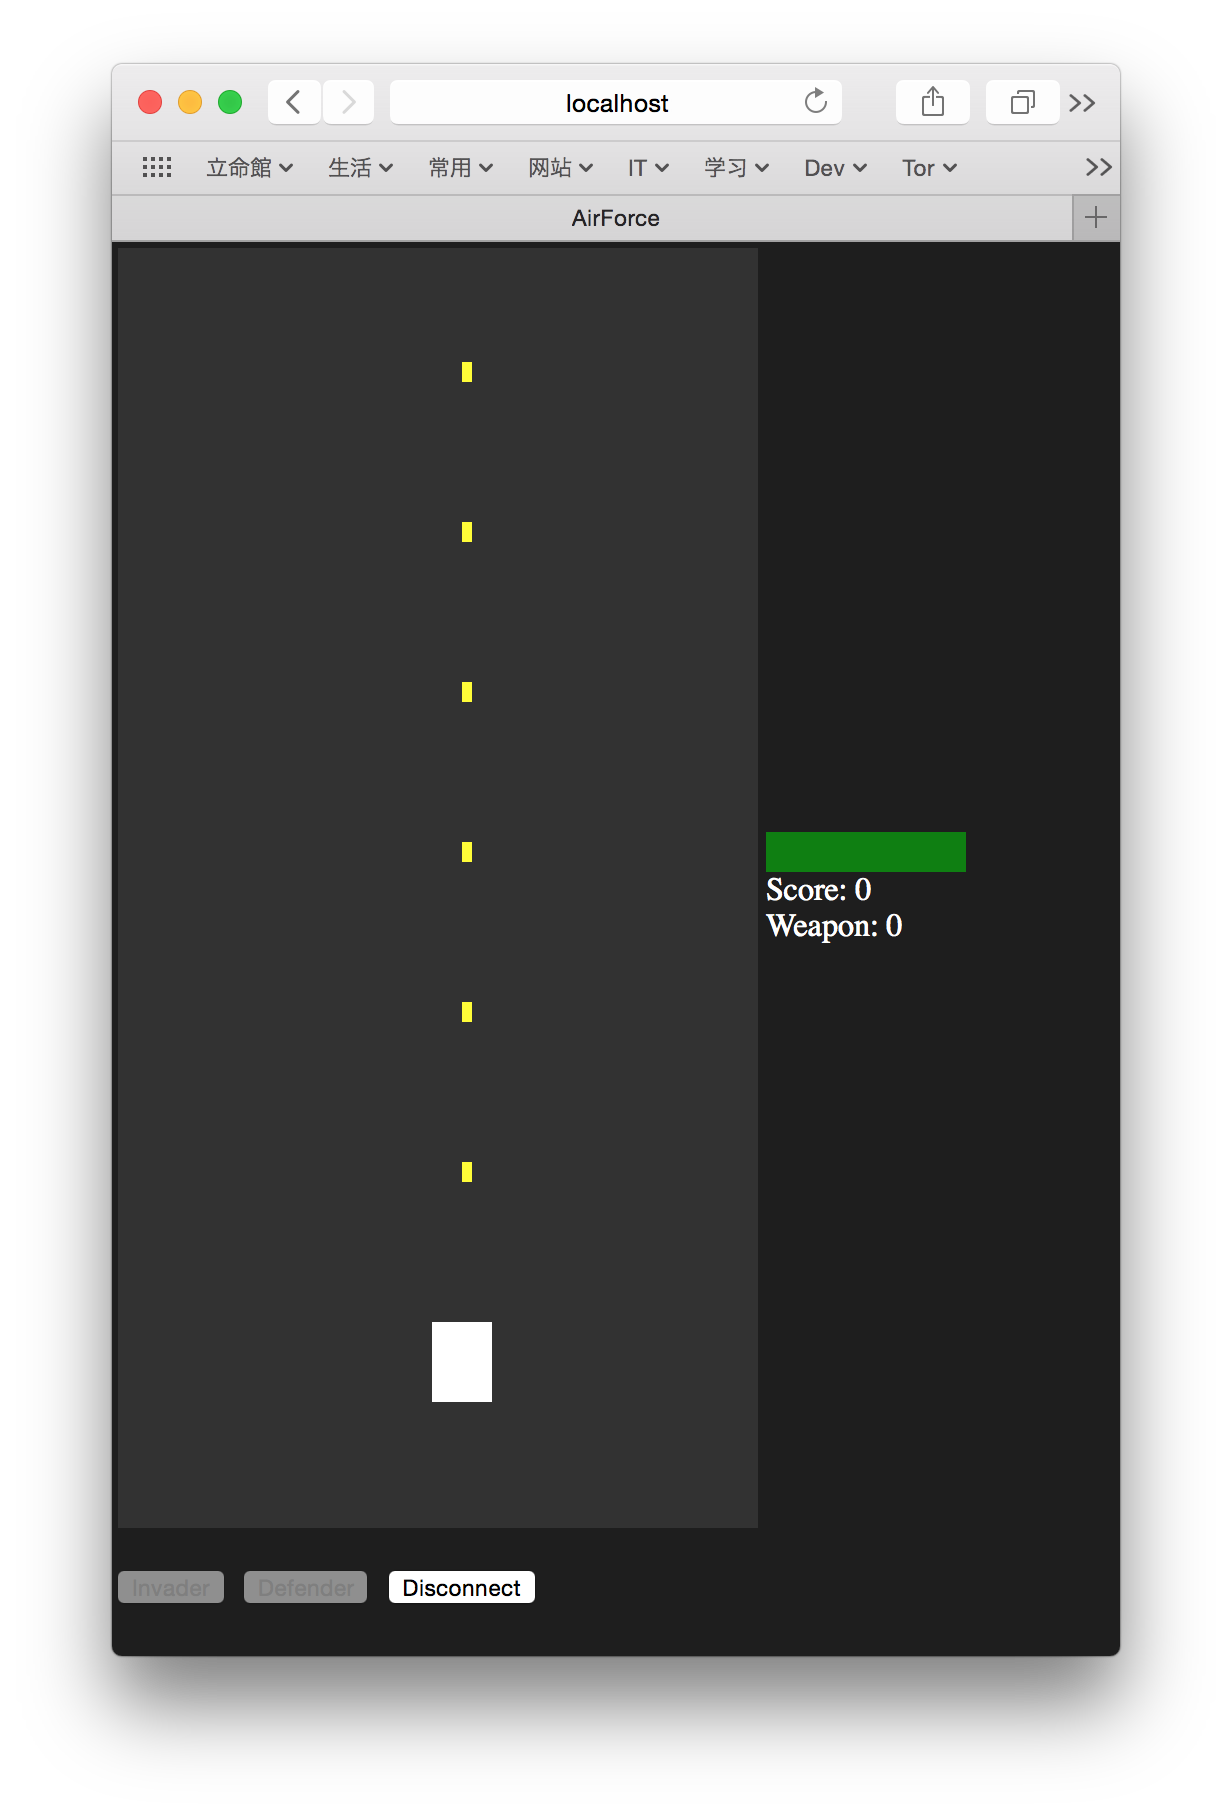 localhost
立命館 生活 常用 网站 IT 学习 Dev Tor
AirForce
Score: 0
Weapon: 0
Invader Defender Disconnect